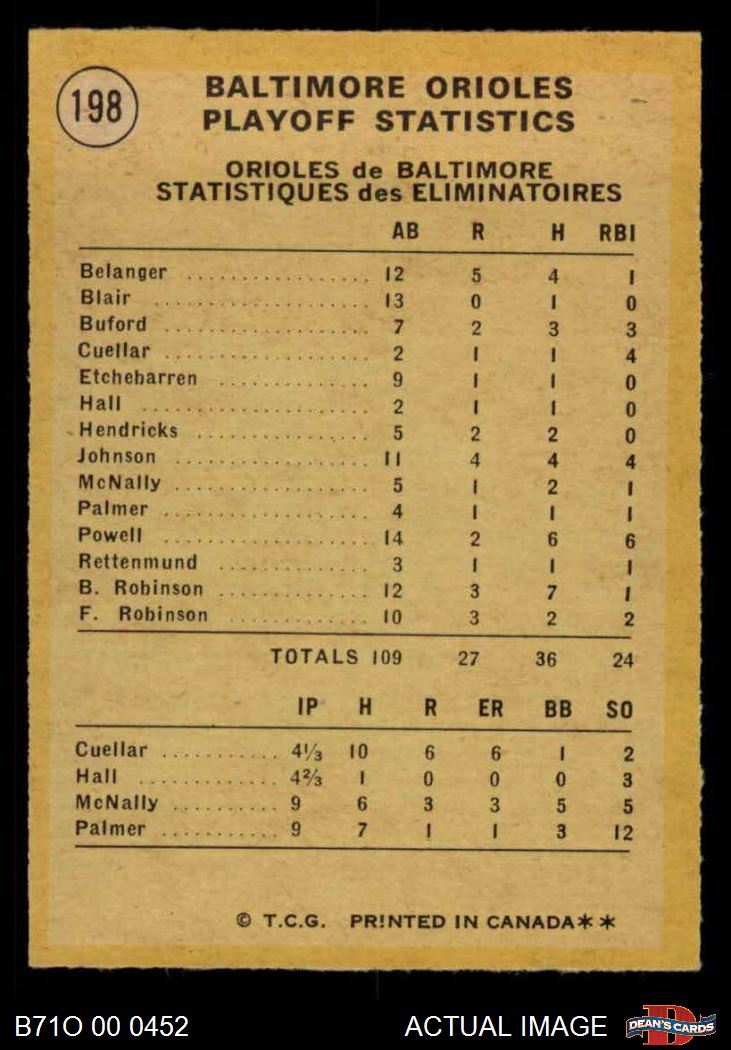 198
BALTIMORE ORIOLES
PLAYOFF STATISTICS
ORIOLES de BALTIMORE
STATISTIQUES des ELIMINATOIRES
AB R H RBI
Belanger ................ 12 5 4 1
Blair ................ 13 0 1 0
Buford ................ 7 2 3 3
Cuellar ................ 2 1 1 4
Etchebarren ................ 9 1 1 0
Hall ................ 2 1 1 0
Hendricks ................ 5 2 2 0
Johnson ................ 11 4 4 4
McNally ................ 5 1 2 1
Palmer ................ 4 1 1 1
Powell ................ 14 2 6 6
Rettenmund ................ 3 1 1 1
B. Robinson ................ 12 3 7 1
F. Robinson ................ 10 3 2 2
TOTALS 109 27 36 24
IP H R ER BB SO
Cuellar ........... 4⅓ 10 6 6 1 2
Hall ........... 4⅔ 1 0 0 0 3
McNally .......... 9 6 3 3 5 5
Palmer ........... 9 7 1 1 3 12
© T.C.G. PRINTED IN CANADA**
B71O 00 0452 ACTUAL IMAGE D DEAN'S CARDS